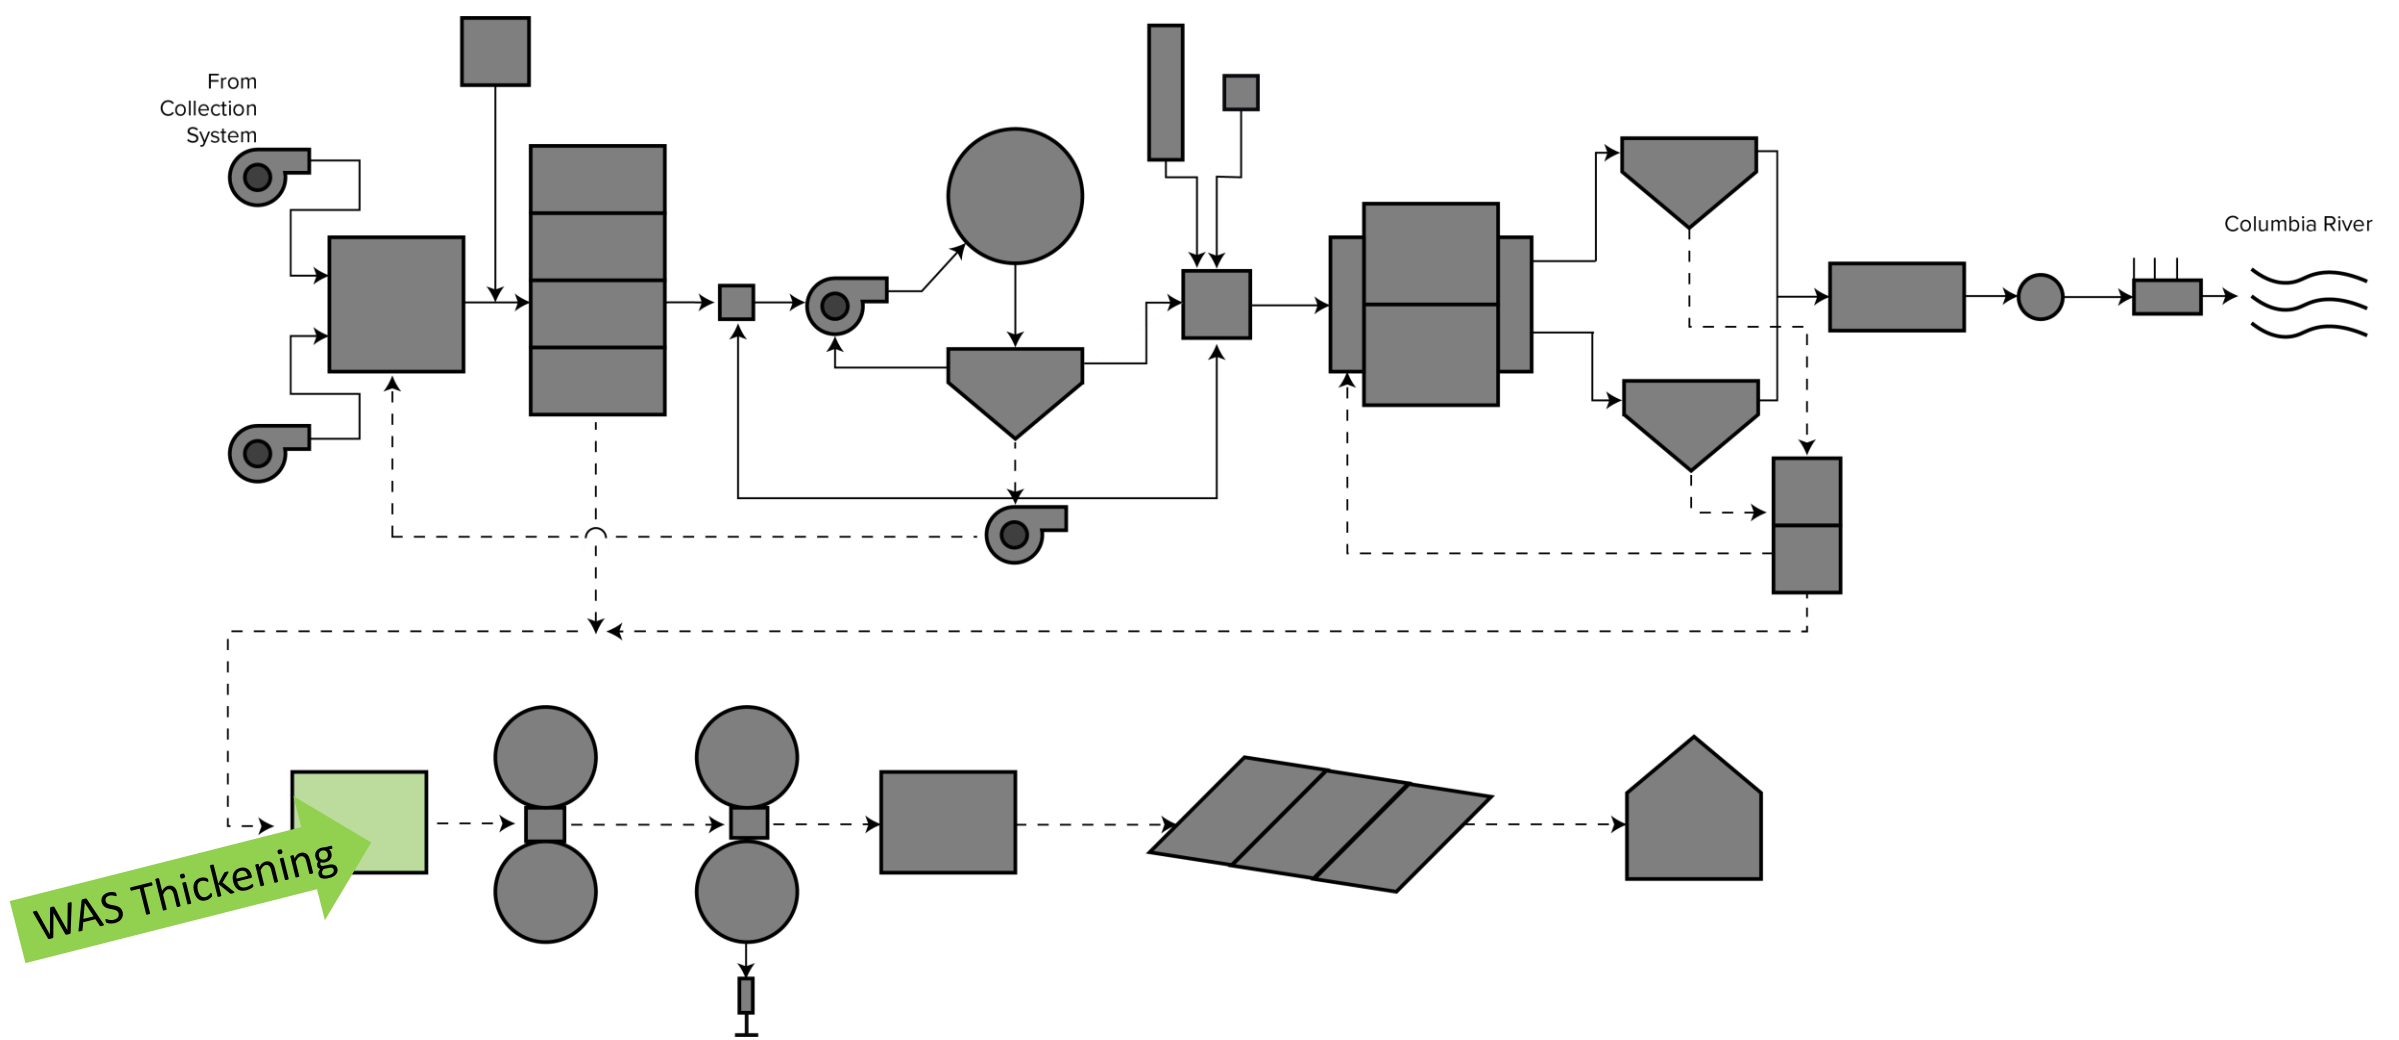 From
Collection
System
Columbia River
WAS Thickening